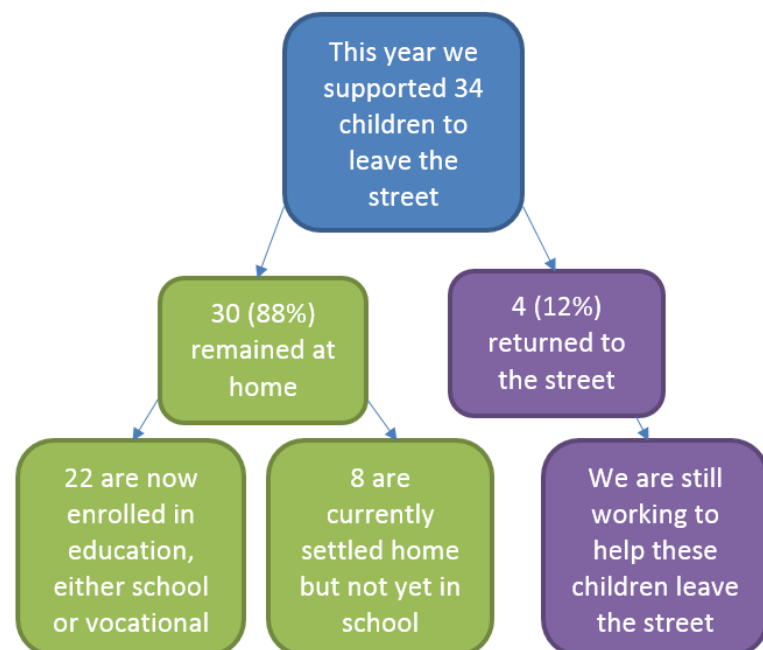 This year we
supported 34
children to
leave the
street
30 (88%)
remained at
home
4 (12%)
returned to
the street
22 are now
enrolled in
education,
either school
or vocational
8 are
currently
settled home
but not yet in
school
We are still
working to
help these
children leave
the street